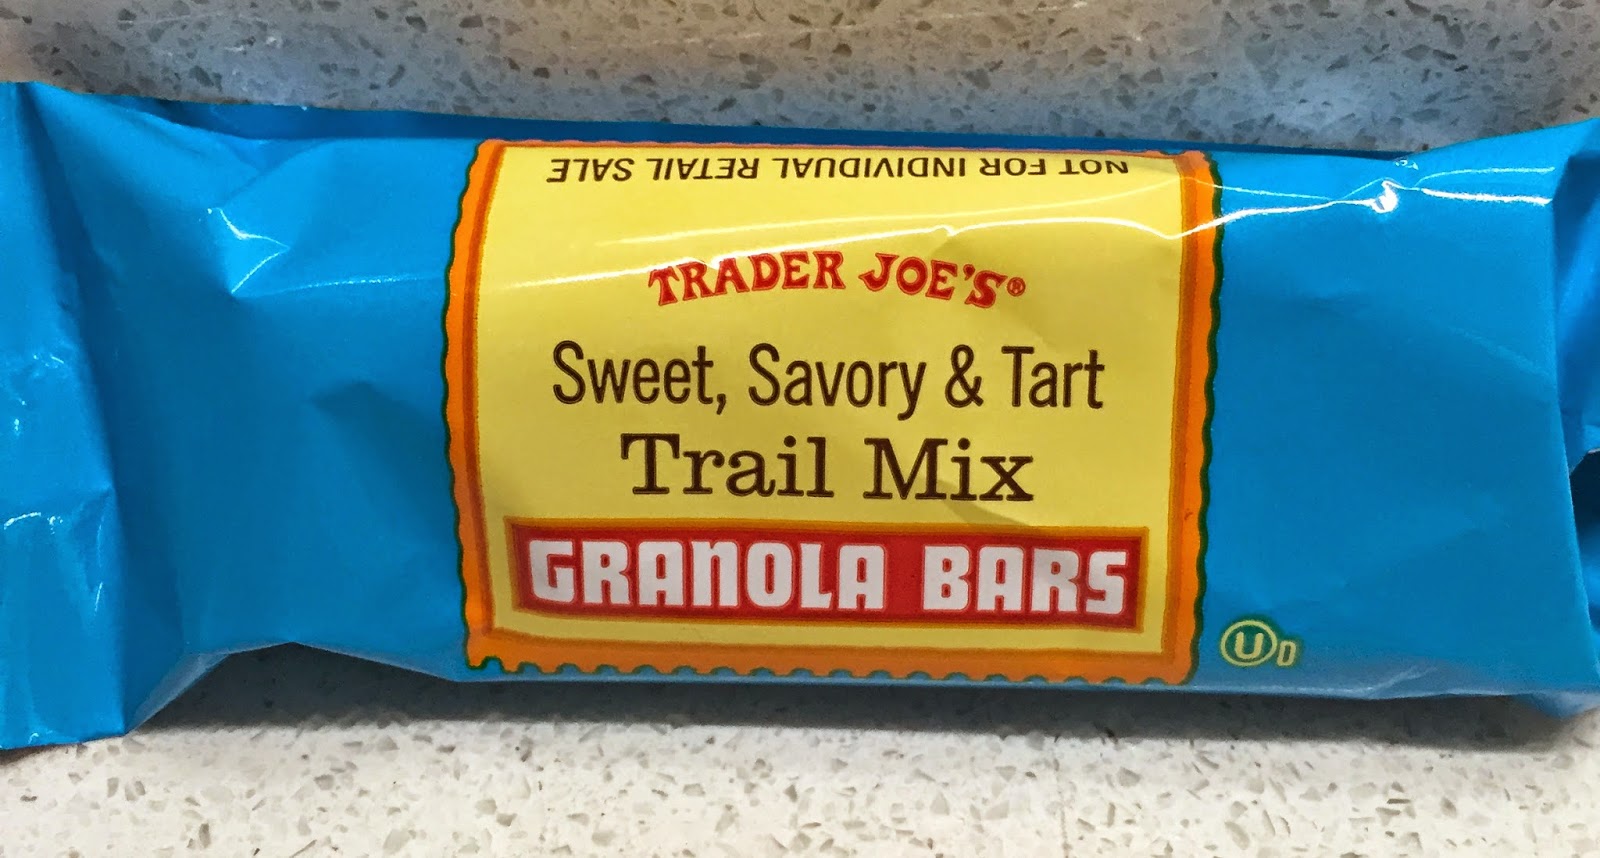 NOT FOR INDIVIDUAL RETAIL SALE
TRADER JOE'S®
Sweet, Savory & Tart
Trail Mix
GRANOLA BARS
U D